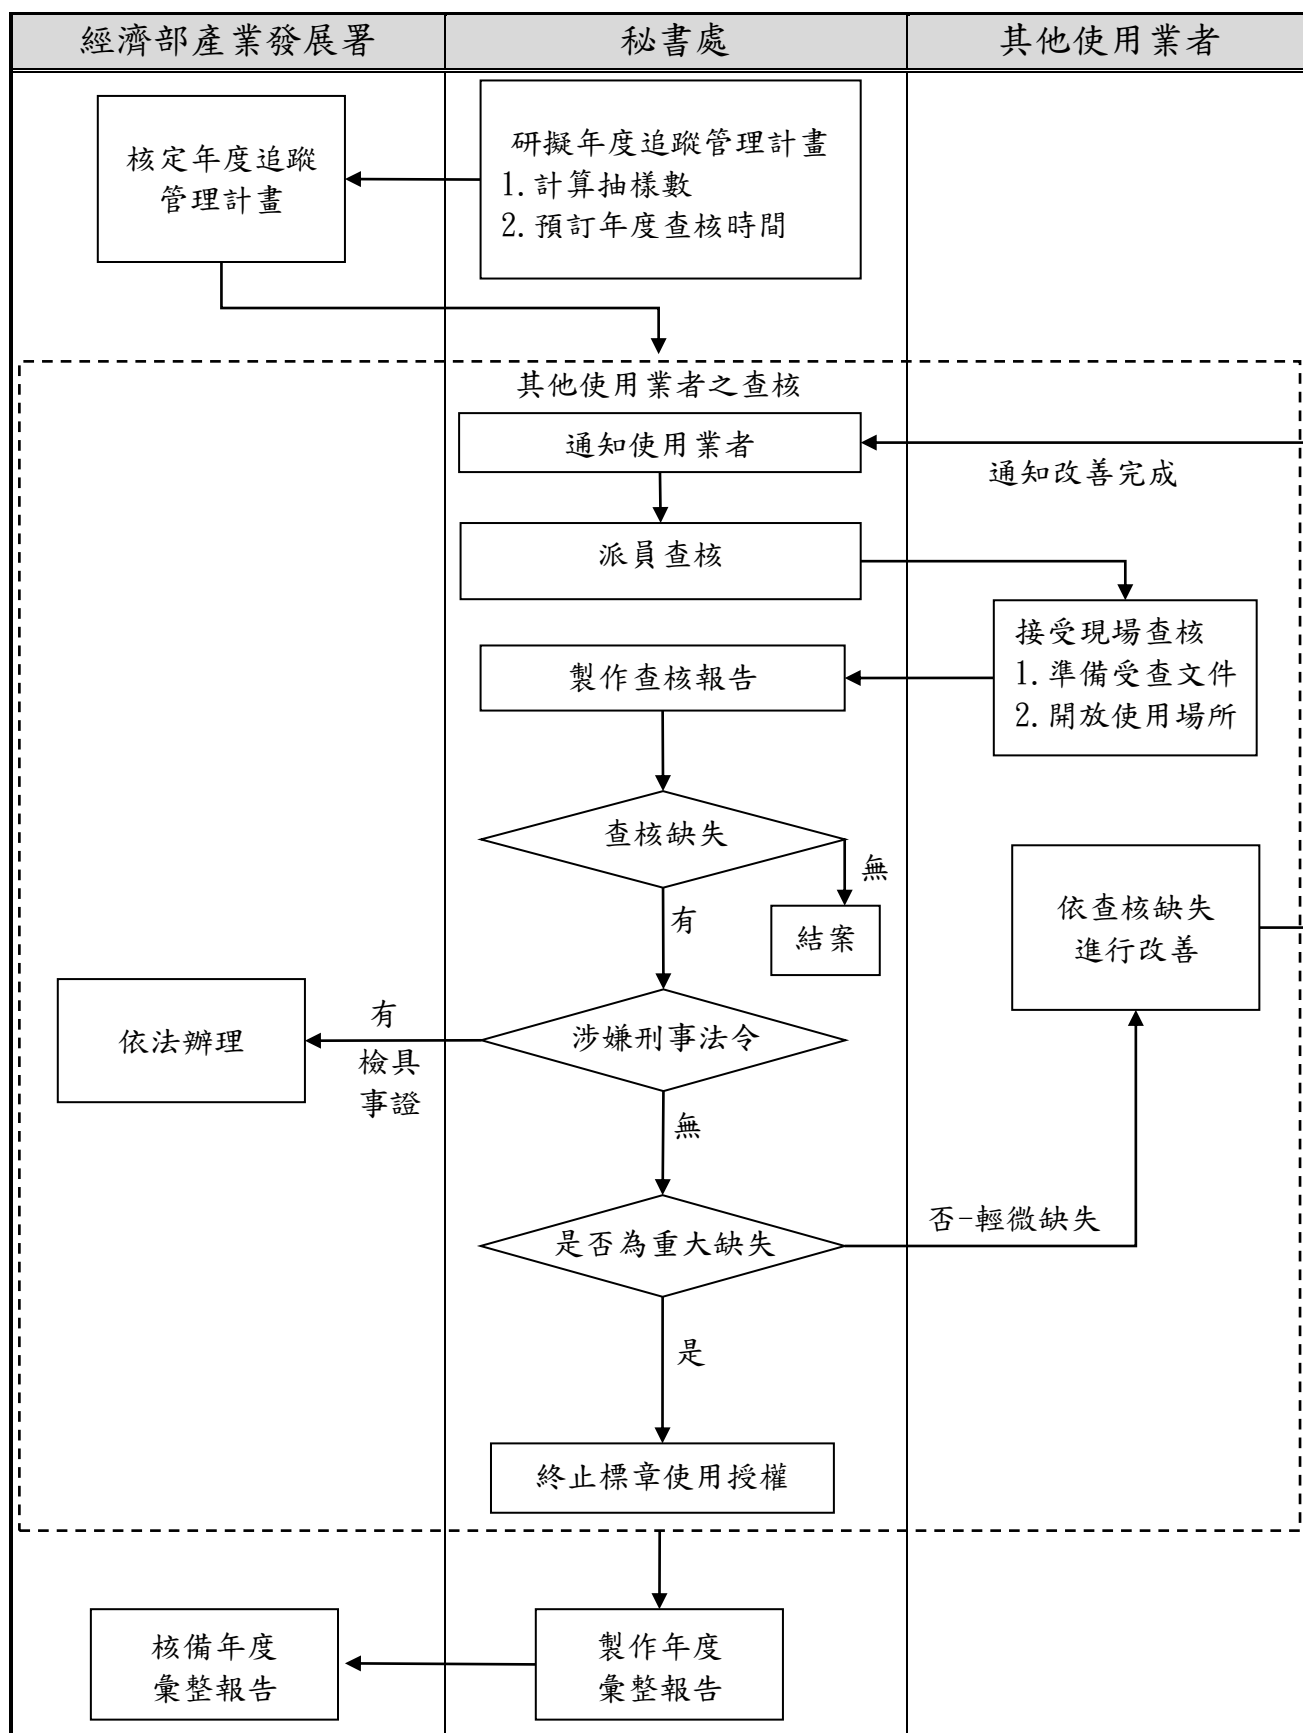 經濟部產業發展署
秘書處
其他使用業者
核定年度追蹤
管理計畫
研擬年度追蹤管理計畫
1.計算抽樣數
2.預訂年度查核時間
其他使用業者之查核
通知使用業者
通知改善完成
派員查核
接受現場查核
1.準備受查文件
2.開放使用場所
製作查核報告
查核缺失
無
結案
有
依查核缺失
進行改善
涉嫌刑事法令
有
檢具
事證
依法辦理
無
是否為重大缺失
否-輕微缺失
是
終止標章使用授權
製作年度
彙整報告
核備年度
彙整報告